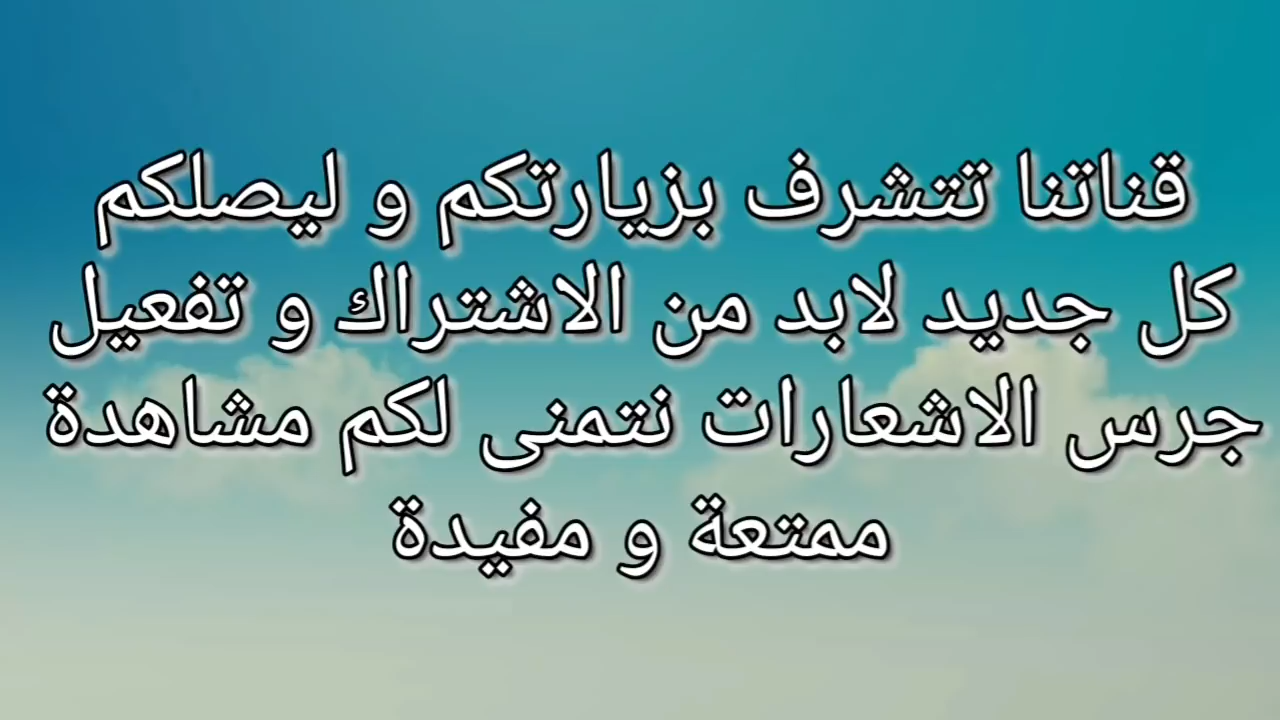 قناتنا تتشرف بزيارتكم و ليصلكم
كل جديد لابد من الاشتراك و تفعيل
جرس الاشعارات نتمنى لكم مشاهدة
ممتعة و مفيدة